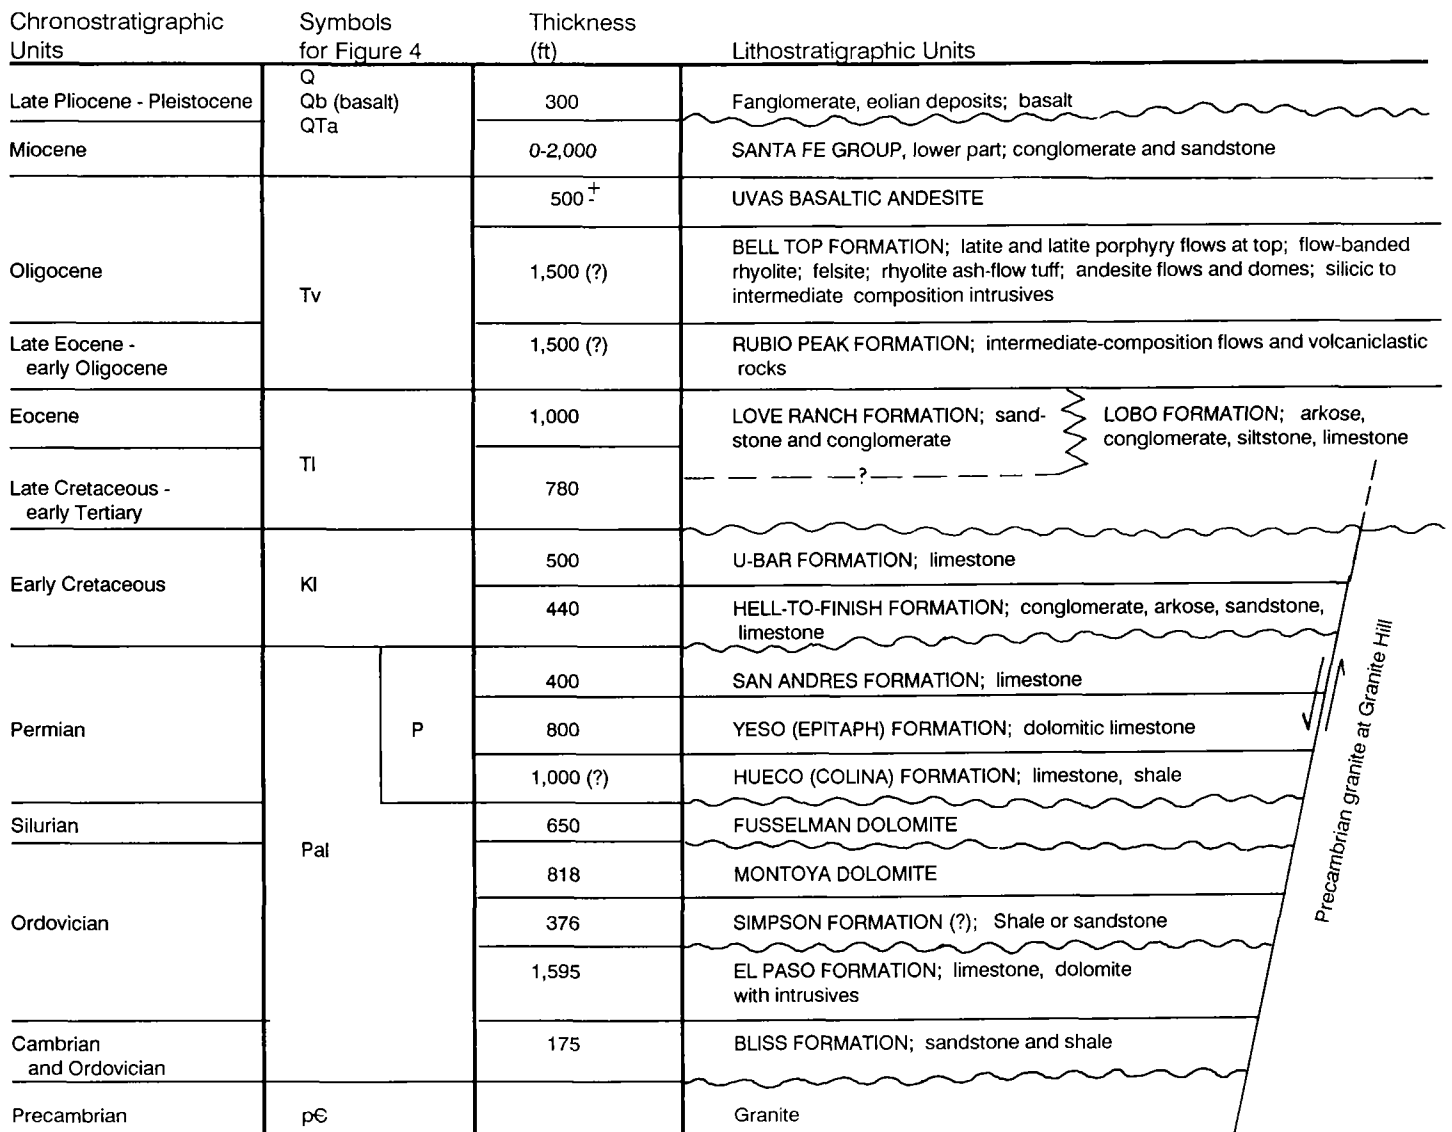 Chronostratigraphic Units
Symbols for Figure 4
Thickness (ft)
Lithostratigraphic Units
Late Pliocene - Pleistocene
Q
Qb (basalt)
QTa
300
Fanglomerate, eolian deposits; basalt
Miocene
0-2,000
SANTA FE GROUP, lower part; conglomerate and sandstone
500 ±
UVAS BASALTIC ANDESITE
Oligocene
Tv
1,500 (?)
BELL TOP FORMATION; latite and latite porphyry flows at top; flow-banded
rhyolite; felsite; rhyolite ash-flow tuff; andesite flows and domes; silicic to
intermediate composition intrusives
Late Eocene -
early Oligocene
1,500 (?)
RUBIO PEAK FORMATION; intermediate-composition flows and volcaniclastic
rocks
Eocene
1,000
LOVE RANCH FORMATION; sand-
stone and conglomerate
LOBO FORMATION; arkose,
conglomerate, siltstone, limestone
Tl
?
Late Cretaceous -
early Tertiary
780
500
U-BAR FORMATION; limestone
Early Cretaceous
Kl
440
HELL-TO-FINISH FORMATION; conglomerate, arkose, sandstone,
limestone
400
SAN ANDRES FORMATION; limestone
Permian
P
800
YESO (EPITAPH) FORMATION; dolomitic limestone
1,000 (?)
HUECO (COLINA) FORMATION; limestone, shale
Precambrian granite at Granite Hill
Silurian
650
FUSSELMAN DOLOMITE
Pal
818
MONTOYA DOLOMITE
Ordovician
376
SIMPSON FORMATION (?); Shale or sandstone
1,595
EL PASO FORMATION; limestone, dolomite
with intrusives
Cambrian
and Ordovician
175
BLISS FORMATION; sandstone and shale
Precambrian
p€
Granite